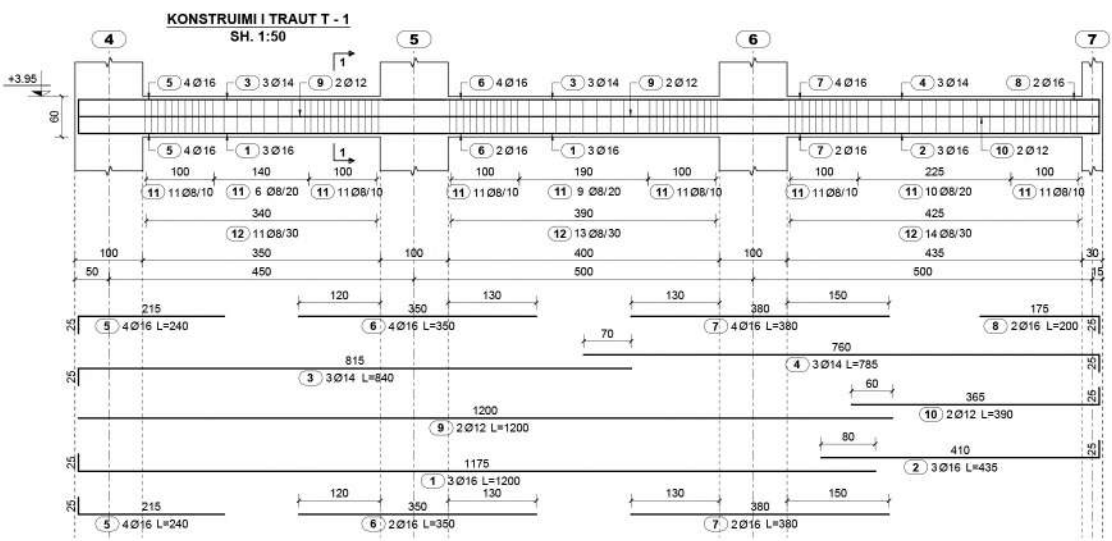 KONSTRUIMI I TRAUT T - 1
SH. 1:50
4 5 6 7
1
+3.95
5 4Ø16 3 3Ø14 9 2Ø12 6 4Ø16 3 3Ø14 9 2Ø12 7 4Ø16 4 3Ø14 8 2Ø16
60
5 4Ø16 1 3Ø16 1 6 2Ø16 1 3Ø16 7 2Ø16 2 3Ø16 10 2Ø12
100 140 100 100 190 100 100 225 100
11 11Ø8/10 11 6 Ø8/20 11 11Ø8/10 11 11Ø8/10 11 9 Ø8/20 11 11Ø8/10 11 11Ø8/10 11 10Ø8/20 11 11Ø8/10
340 390 425
12 11Ø8/30 12 13Ø8/30 12 14Ø8/30
100 350 100 400 100 435 30
50 450 500 500 15
120 130 130 150
215 350 380 175
25 5 4Ø16 L=240 6 4Ø16 L=350 7 4Ø16 L=380 8 2Ø16 L=200 25
70
760
4 3Ø14 L=785 25
815
25 3 3Ø14 L=840
60
365
10 2Ø12 L=390 25
1200
9 2Ø12 L=1200
80
410
2 3Ø16 L=435 25
1175
25 1 3Ø16 L=1200
120 130 130 150
215 350 380
25 5 4Ø16 L=240 6 2Ø16 L=350 7 2Ø16 L=380